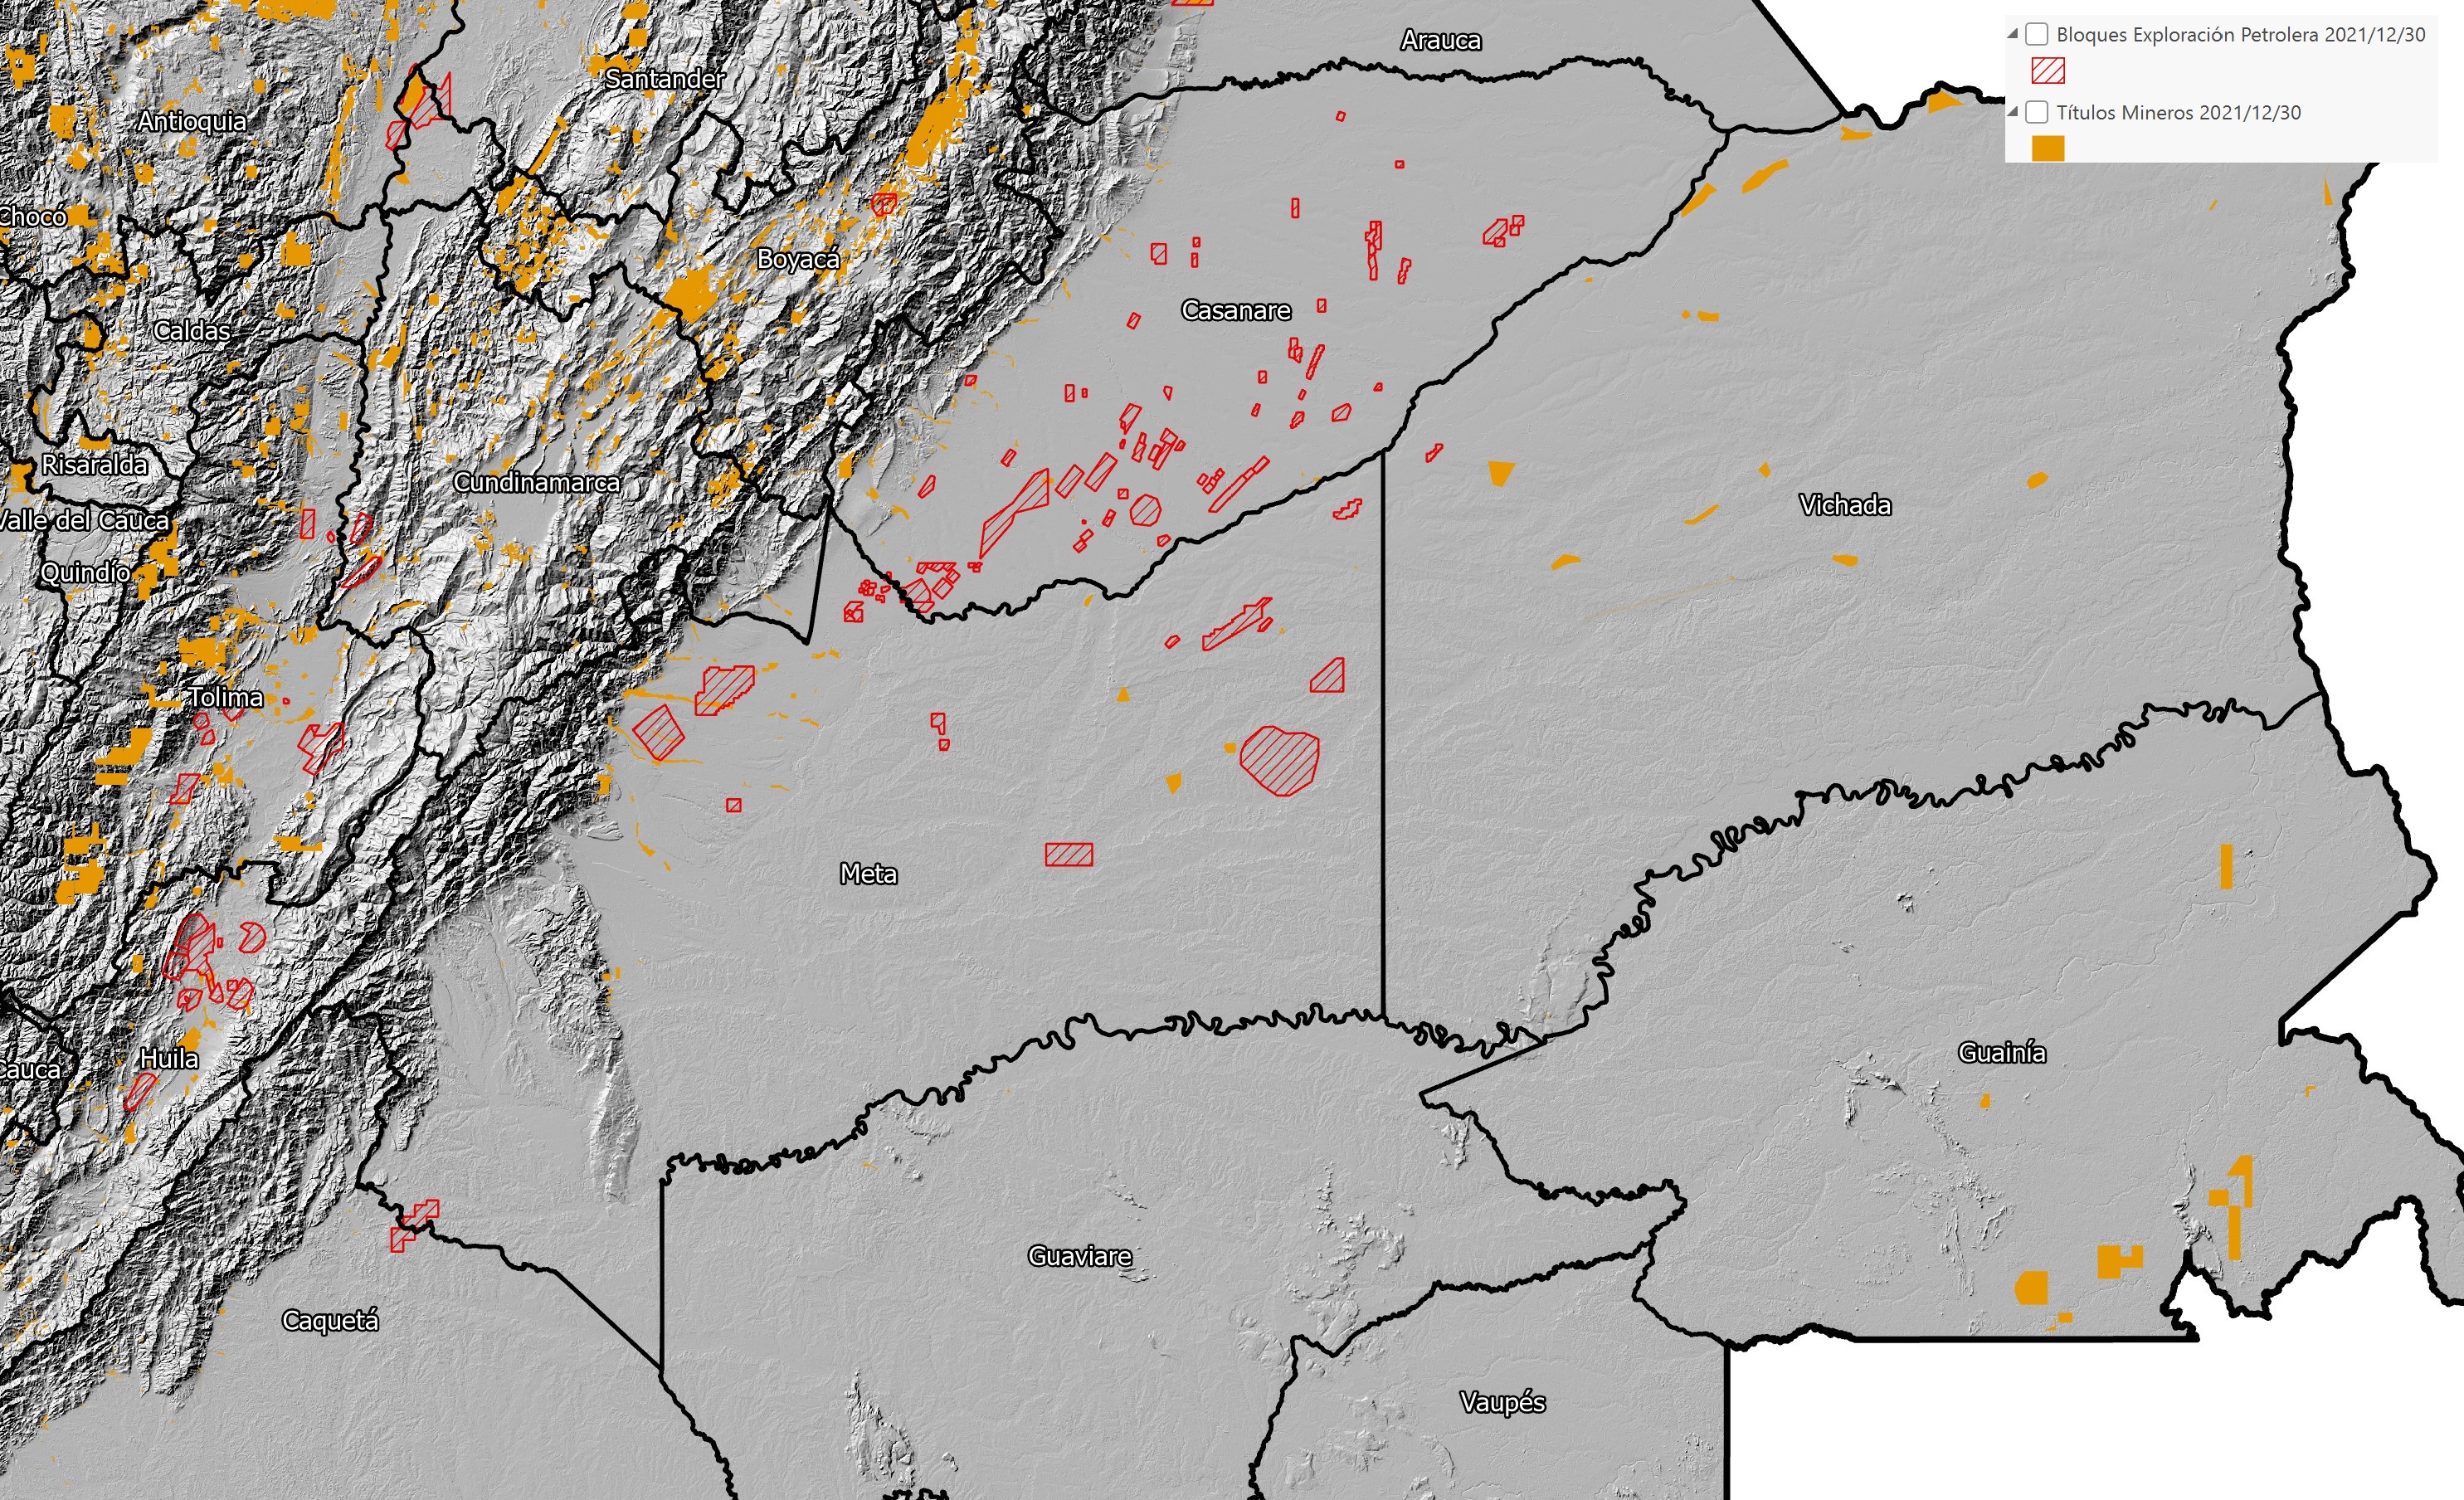 Arauca
Bloques Exploración Petrolera 2021/12/30
Santander
Títulos Mineros 2021/12/30
Antioquia
Chocó
Boyacá
Casanare
Caldas
Risaralda
Cundinamarca
Vichada
Valle del Cauca
Quindío
Tolima
Meta
Huila
Cauca
Guainía
Guaviare
Caquetá
Vaupés